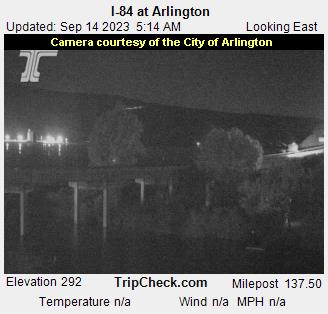 I-84 at Arlington
Updated: Sep 14 2023 5:14 AM Looking East
Camera courtesy of the City of Arlington
Elevation 292 TripCheck.com Milepost 137.50
Temperature n/a Wind n/a MPH n/a